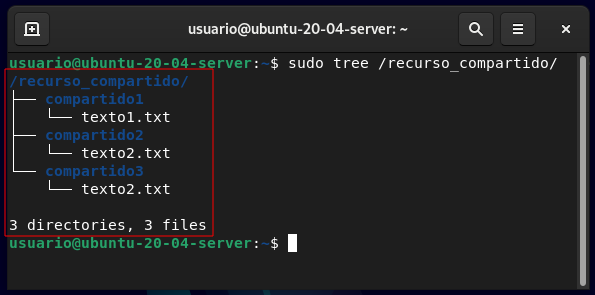 usuario@ubuntu-20-04-server: ~
usuario@ubuntu-20-04-server:~$ sudo tree /recurso_compartido/
/recurso_compartido/
├── compartido1
│   └── texto1.txt
├── compartido2
│   └── texto2.txt
└── compartido3
    └── texto2.txt
3 directories, 3 files
usuario@ubuntu-20-04-server:~$